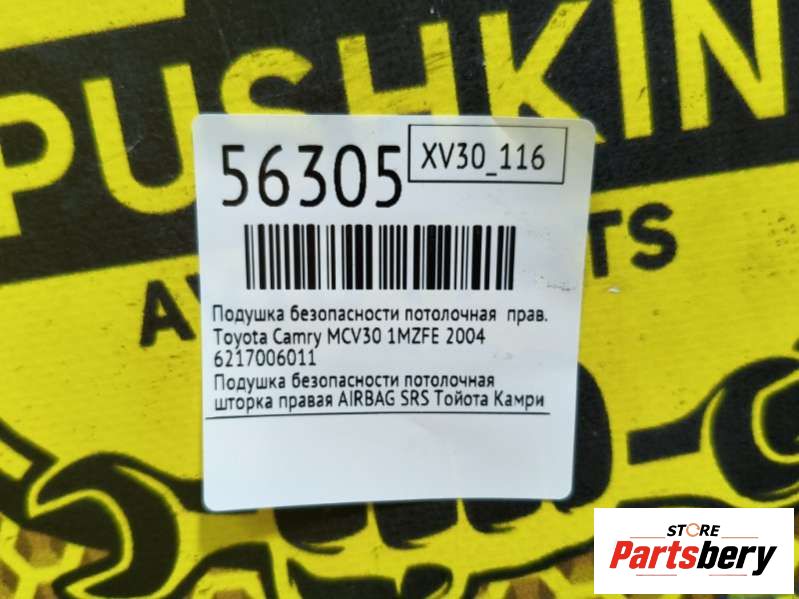 PUSHKIN
56305
XV30_116
Подушка безопасности потолочная прав.
Toyota Camry MCV30 1MZFE 2004
6217006011
Подушка безопасности потолочная
шторка правая AIRBAG SRS Тойота Камри
STORE
Partsbery